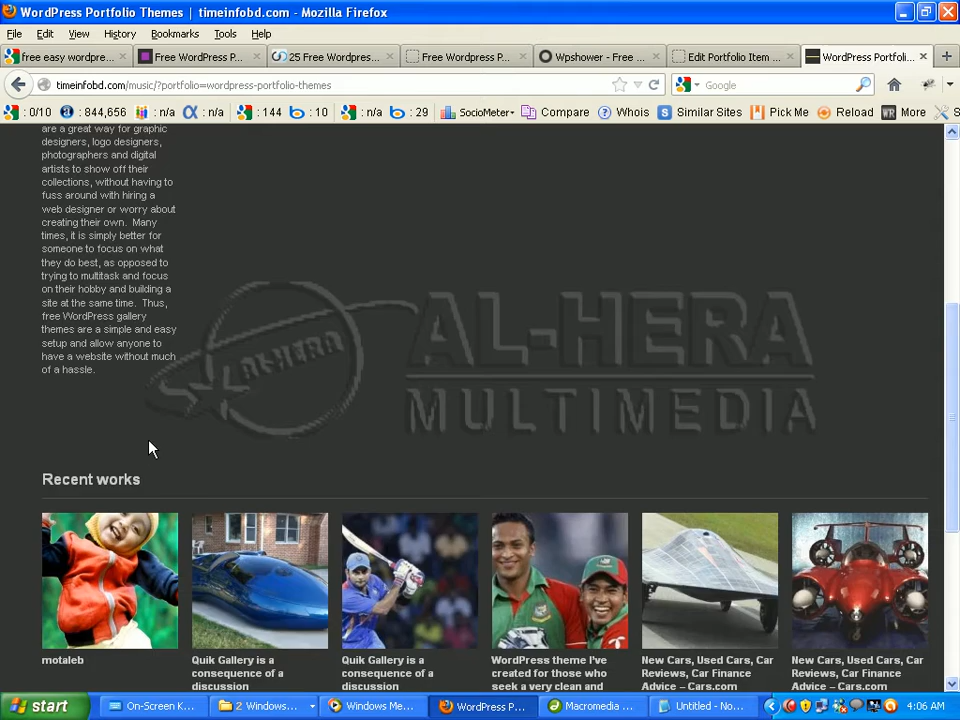 WordPress Portfolio Themes | timeinfobd.com - Mozilla Firefox
File Edit View History Bookmarks Tools Help
free easy wordpre... Free WordPress P... 25 Free Wordpres... Free Wordpress P... Wpshower - Free ... Edit Portfolio Item ... WordPress Portfoli...
timeinfobd.com/music/?portfolio=wordpress-portfolio-themes Google
: 0/10 : 844,656 : n/a : n/a : 144 : 10 : n/a : 29 SocioMeter Compare Whois Similar Sites Pick Me Reload WR More S
are a great way for graphic
designers, logo designers,
photographers and digital
artists to show off their
collections, without having to
fuss around with hiring a
web designer or worry about
creating their own. Many
times, it is simply better for
someone to focus on what
they do best, as opposed to
trying to multitask and focus
on their hobby and building a
site at the same time. Thus,
free WordPress gallery
themes are a simple and easy
setup and allow anyone to
have a website without much
of a hassle.
AL-HERA
AL-HERA
MULTIMEDIA
Recent works
motaleb
Quik Gallery is a
consequence of a
discussion
Quik Gallery is a
consequence of a
discussion
WordPress theme I've
created for those who
seek a very clean and
New Cars, Used Cars, Car
Reviews, Car Finance
Advice – Cars.com
New Cars, Used Cars, Car
Reviews, Car Finance
Advice – Cars.com
start On-Screen K... 2 Windows... Windows Me... WordPress P... Macromedia ... Untitled - No... 4:06 AM